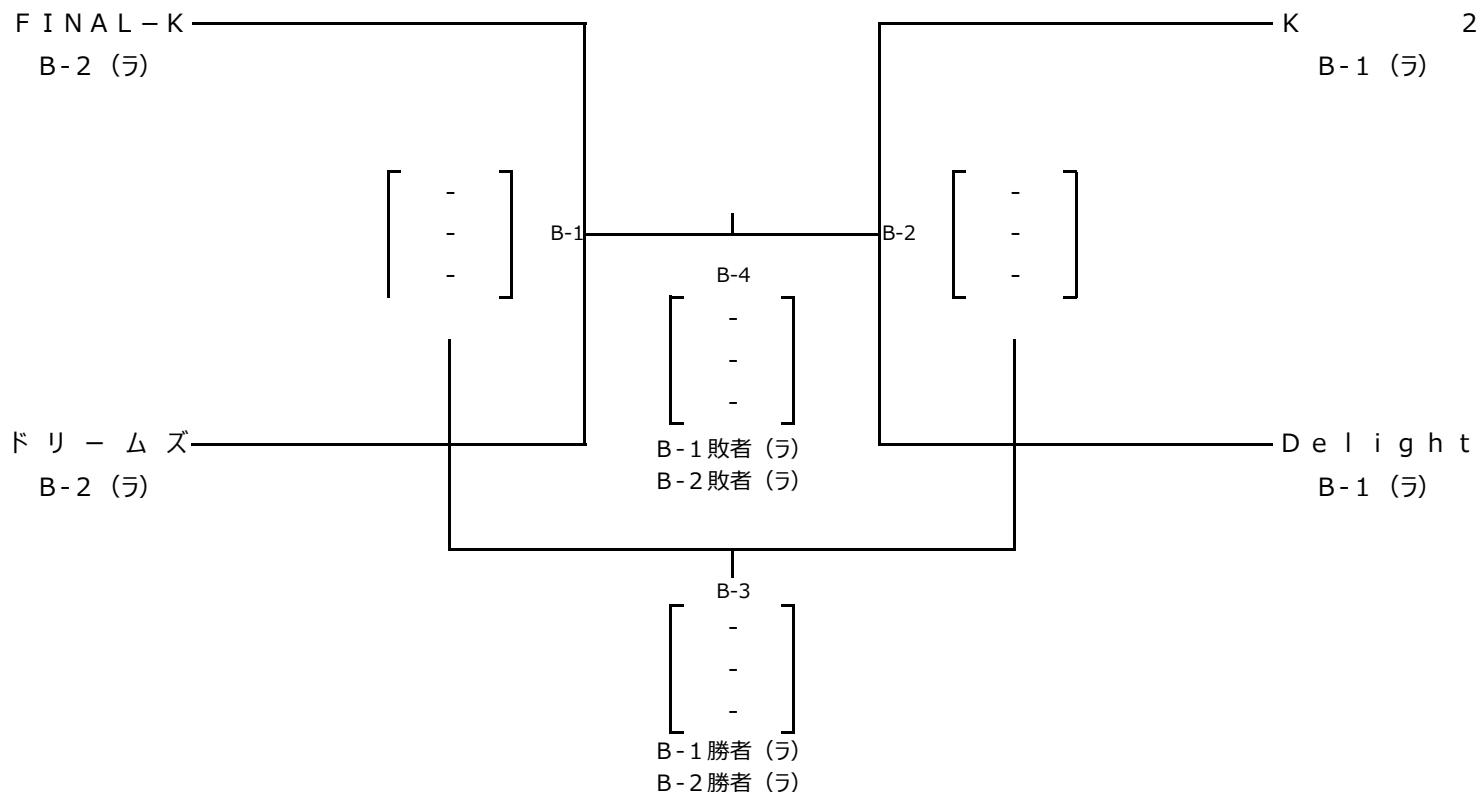 ＦＩＮＡＬ－Ｋ
Ｂ-２（ラ）
Ｋ　２
Ｂ-１（ラ）
-
-
-
B-1
B-2
-
-
-
B-4
-
-
-
Ｂ-１敗者（ラ）
Ｂ-２敗者（ラ）
ドリームズ
Ｂ-２（ラ）
Ｄｅｌｉｇｈｔ
Ｂ-１（ラ）
B-3
-
-
-
Ｂ-１勝者（ラ）
Ｂ-２勝者（ラ）